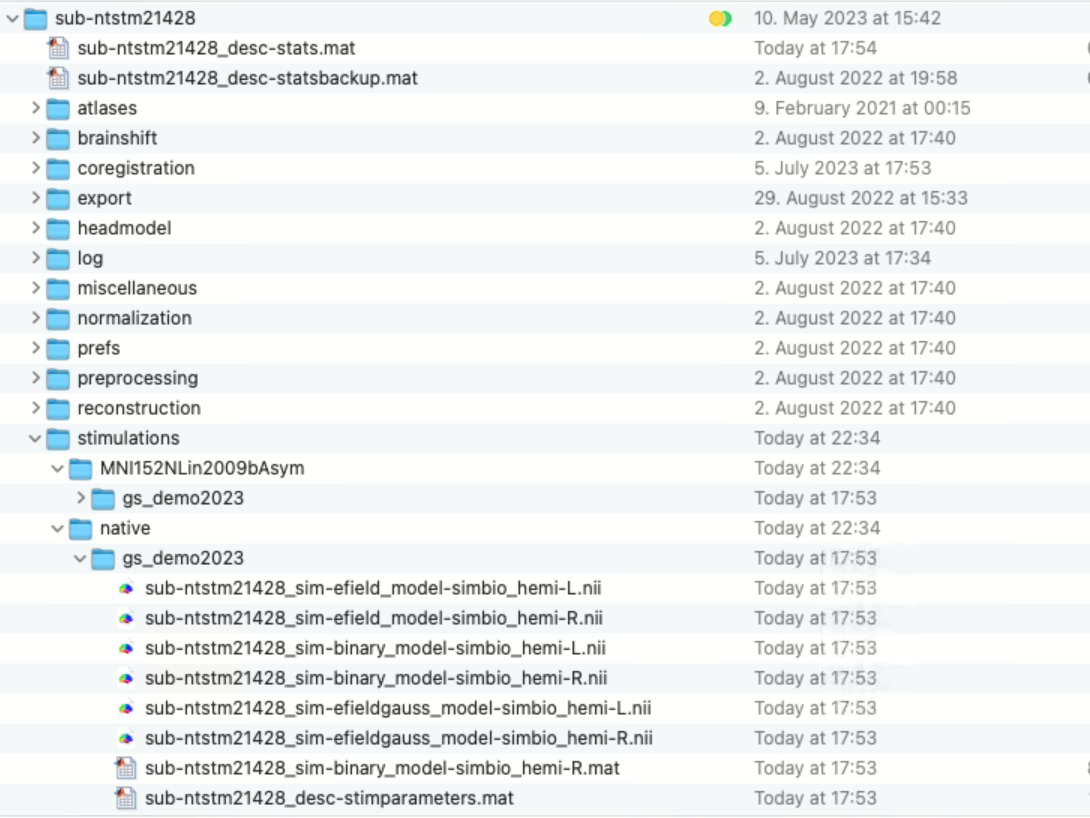 sub-ntstm21428 10. May 2023 at 15:42
sub-ntstm21428_desc-stats.mat Today at 17:54
sub-ntstm21428_desc-statsbackup.mat 2. August 2022 at 19:58
atlases 9. February 2021 at 00:15
brainshift 2. August 2022 at 17:40
coregistration 5. July 2023 at 17:53
export 29. August 2022 at 15:33
headmodel 2. August 2022 at 17:40
log 5. July 2023 at 17:34
miscellaneous 2. August 2022 at 17:40
normalization 2. August 2022 at 17:40
prefs 2. August 2022 at 17:40
preprocessing 2. August 2022 at 17:40
reconstruction 2. August 2022 at 17:40
stimulations Today at 22:34
MNI152NLin2009bAsym Today at 22:34
gs_demo2023 Today at 17:53
native Today at 22:34
gs_demo2023 Today at 17:53
sub-ntstm21428_sim-efield_model-simbio_hemi-L.nii Today at 17:53
sub-ntstm21428_sim-efield_model-simbio_hemi-R.nii Today at 17:53
sub-ntstm21428_sim-binary_model-simbio_hemi-L.nii Today at 17:53
sub-ntstm21428_sim-binary_model-simbio_hemi-R.nii Today at 17:53
sub-ntstm21428_sim-efieldgauss_model-simbio_hemi-L.nii Today at 17:53
sub-ntstm21428_sim-efieldgauss_model-simbio_hemi-R.nii Today at 17:53
sub-ntstm21428_sim-binary_model-simbio_hemi-R.mat Today at 17:53
sub-ntstm21428_desc-stimparameters.mat Today at 17:53